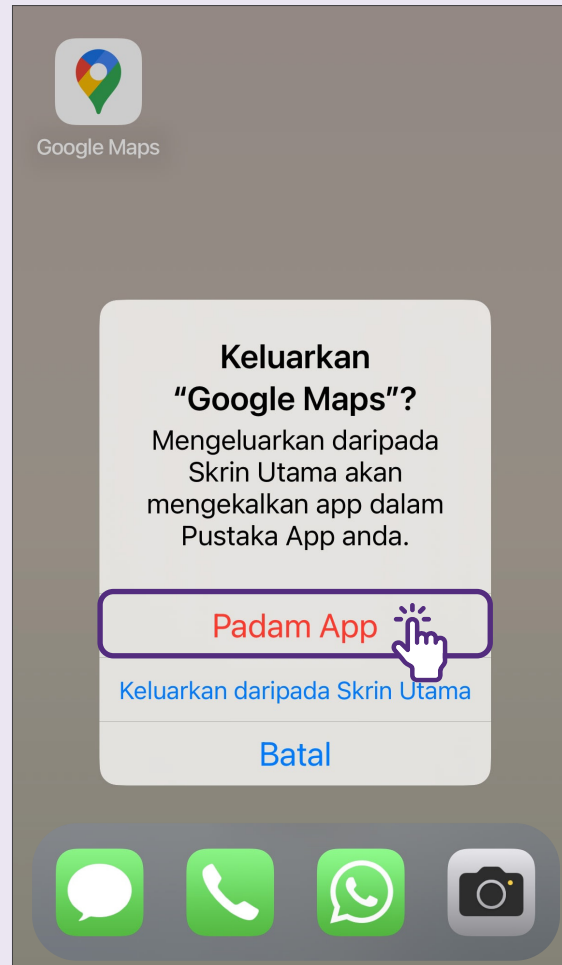 Google Maps
Keluarkan
“Google Maps”?
Mengeluarkan daripada
Skrin Utama akan
mengekalkan app dalam
Pustaka App anda.
Padam App
Keluarkan daripada Skrin Utama
Batal